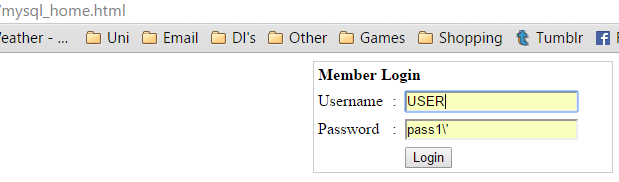 /mysql_home.html
Weather - ... Uni Email DI's Other Games Shopping Tumblr F
Member Login
Username : USER
Password : pass1\'
Login